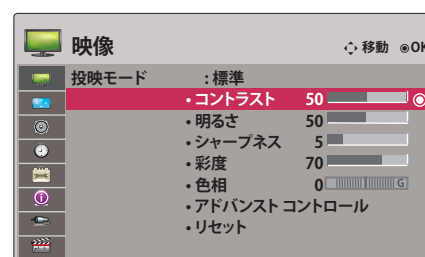 映像 移動 ◉OK
投映モード : 標準
• コントラスト 50
• 明るさ 50
• シャープネス 5
• 彩度 70
• 色相 0 G
• アドバンスト コントロール
• リセット